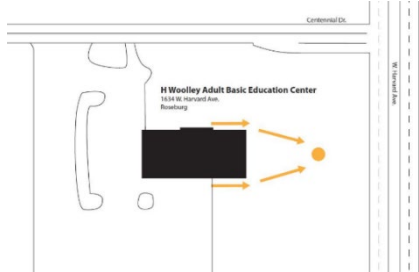 Centennial Dr.
W. Harvard Ave.
H Woolley Adult Basic Education Center
1634 W. Harvard Ave.
Roseburg